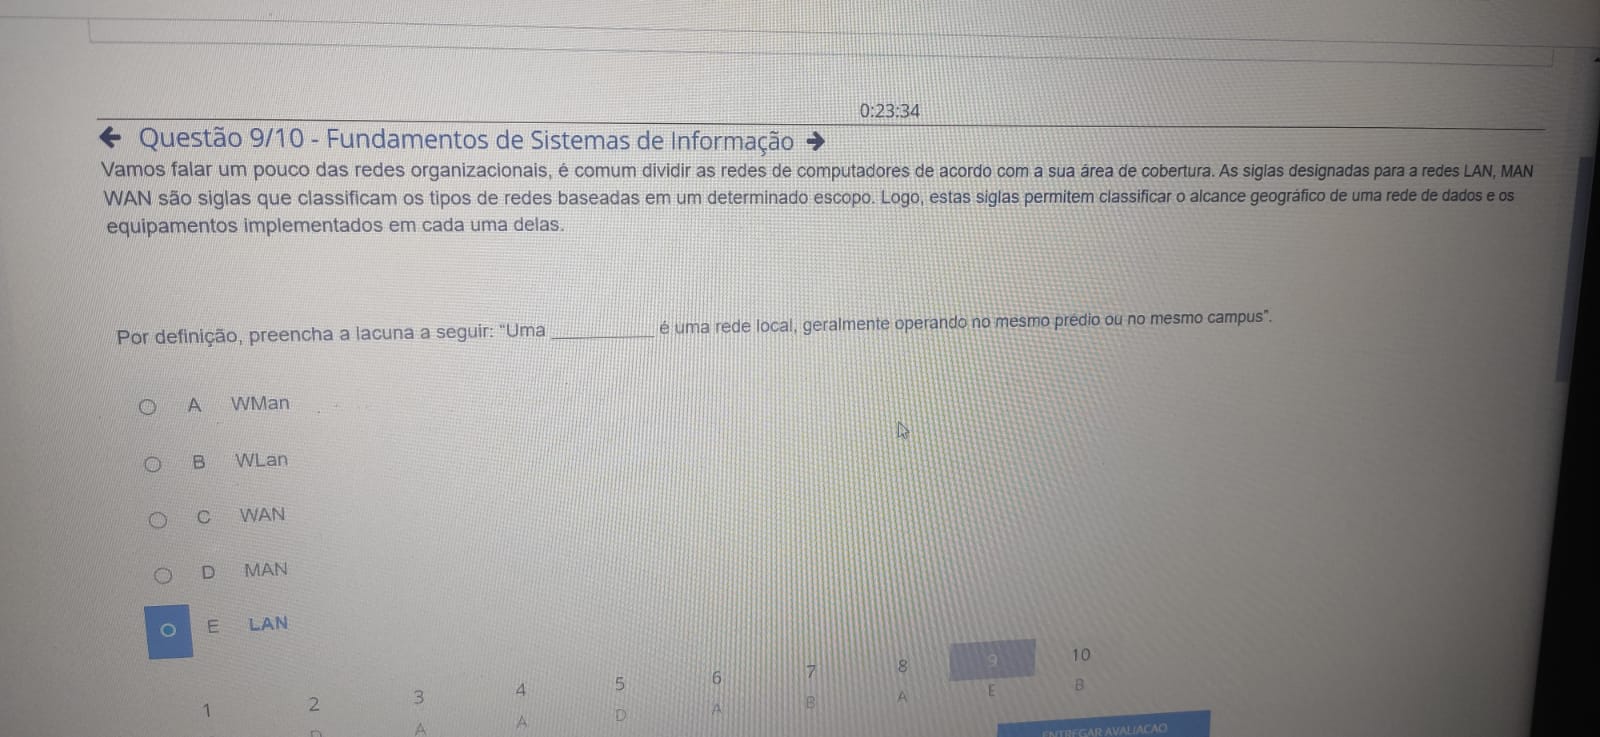 0:23:34
← Questão 9/10 - Fundamentos de Sistemas de Informação →
Vamos falar um pouco das redes organizacionais, é comum dividir as redes de computadores de acordo com a sua área de cobertura. As siglas designadas para a redes LAN, MAN
WAN são siglas que classificam os tipos de redes baseadas em um determinado escopo. Logo, estas siglas permitem classificar o alcance geográfico de uma rede de dados e os
equipamentos implementados em cada uma delas.
Por definição, preencha a lacuna a seguir: “Uma __________ é uma rede local, geralmente operando no mesmo prédio ou no mesmo campus”.
A WMan
B WLan
C WAN
D MAN
E LAN
1 2 3 4 5 6 7 8 9 10
D A A D A B A E B
ENTREGAR AVALIACAO